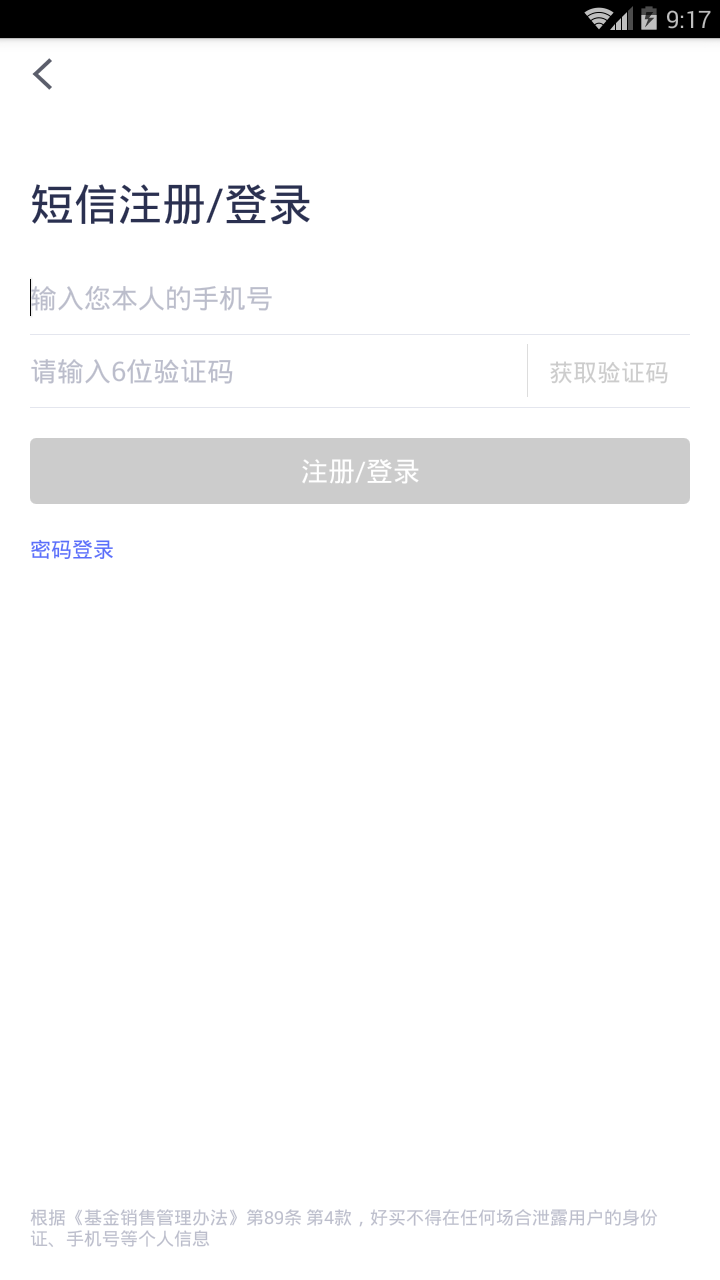 9:17
短信注册/登录
输入您本人的手机号
请输入6位验证码
获取验证码
注册/登录
密码登录
根据《基金销售管理办法》第89条 第4款，好买不得在任何场合泄露用户的身份
证、手机号等个人信息